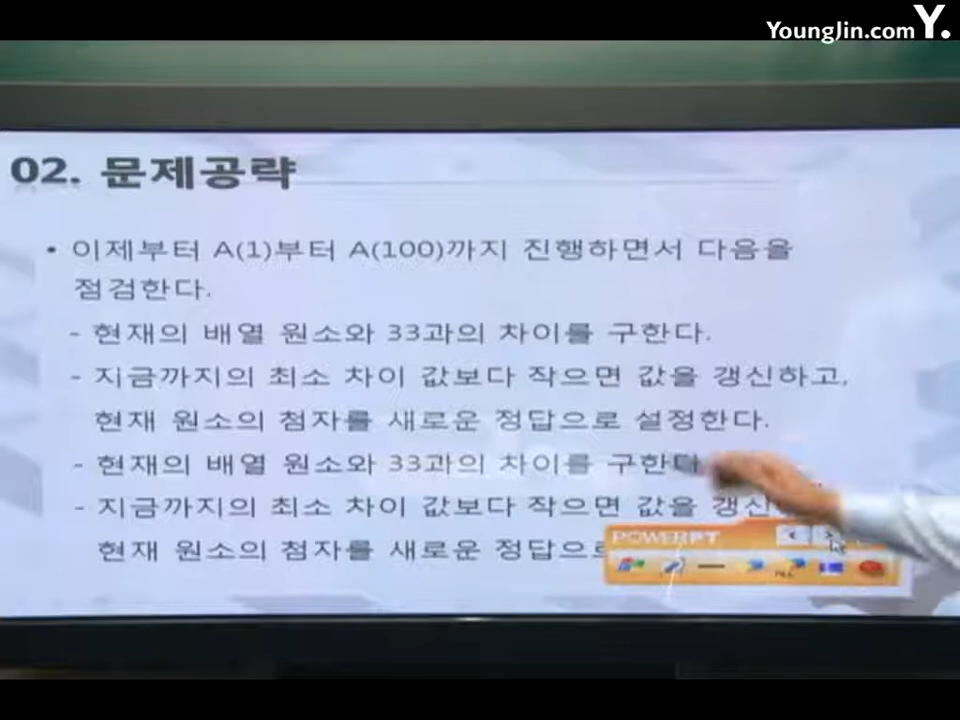 YoungJin.com Y.
02. 문제공략
• 이제부터 A(1)부터 A(100)까지 진행하면서 다음을
점검한다.
- 현재의 배열 원소와 33과의 차이를 구한다.
- 지금까지의 최소 차이 값보다 작으면 값을 갱신하고,
현재 원소의 첨자를 새로운 정답으로 설정한다.
- 현재의 배열 원소와 33과의 차이를 구한다
- 지금까지의 최소 차이 값보다 작으면 값을 갱신
현재 원소의 첨자를 새로운 정답으로
POWERPT